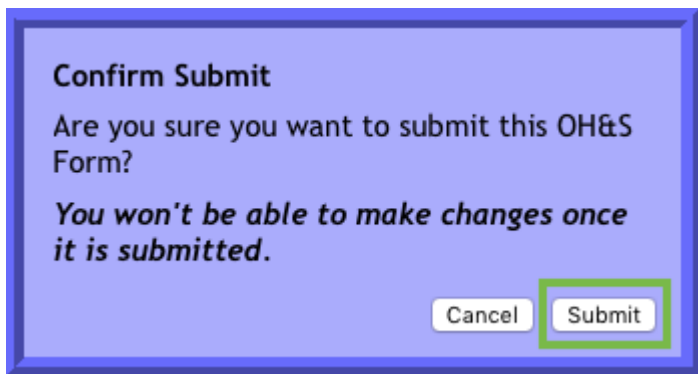 Confirm Submit
Are you sure you want to submit this OH&S
Form?
You won't be able to make changes once
it is submitted.
Cancel Submit